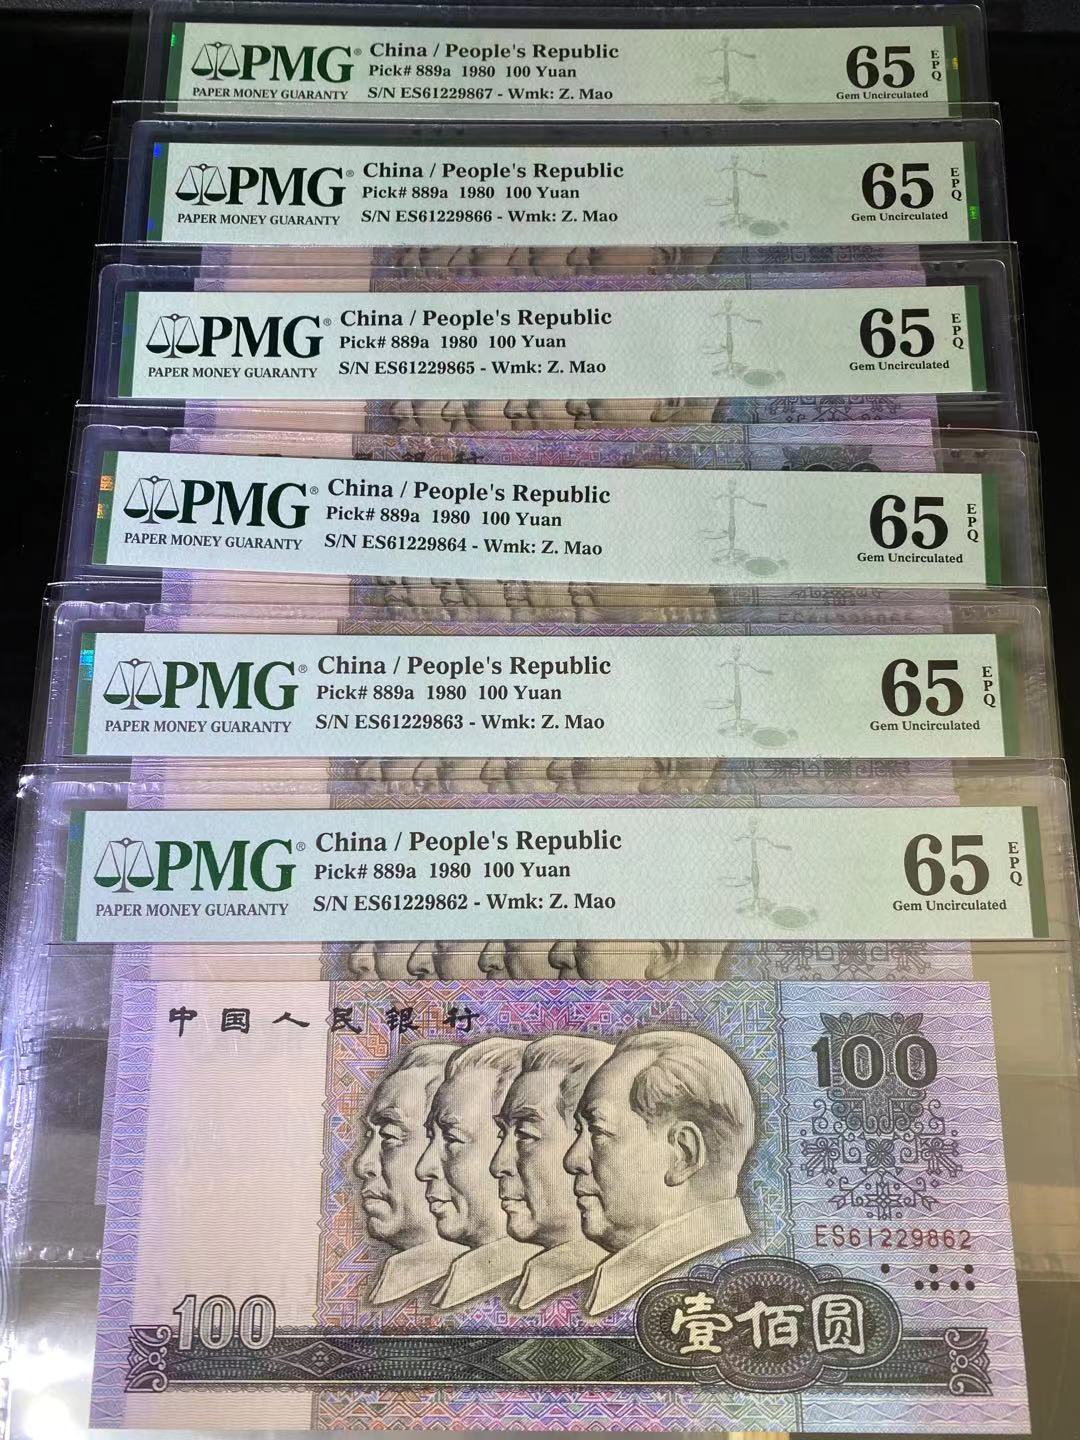 PMG®
PAPER MONEY GUARANTY
China / People's Republic
Pick# 889a 1980 100 Yuan
S/N ES61229867 - Wmk: Z. Mao
65 EPQ
Gem Uncirculated
PMG®
PAPER MONEY GUARANTY
China / People's Republic
Pick# 889a 1980 100 Yuan
S/N ES61229866 - Wmk: Z. Mao
65 EPQ
Gem Uncirculated
PMG®
PAPER MONEY GUARANTY
China / People's Republic
Pick# 889a 1980 100 Yuan
S/N ES61229865 - Wmk: Z. Mao
65 EPQ
Gem Uncirculated
PMG®
PAPER MONEY GUARANTY
China / People's Republic
Pick# 889a 1980 100 Yuan
S/N ES61229864 - Wmk: Z. Mao
65 EPQ
Gem Uncirculated
PMG®
PAPER MONEY GUARANTY
China / People's Republic
Pick# 889a 1980 100 Yuan
S/N ES61229863 - Wmk: Z. Mao
65 EPQ
Gem Uncirculated
PMG®
PAPER MONEY GUARANTY
China / People's Republic
Pick# 889a 1980 100 Yuan
S/N ES61229862 - Wmk: Z. Mao
65 EPQ
Gem Uncirculated
中国人民银行
100
ES61229862
100
壹佰圆